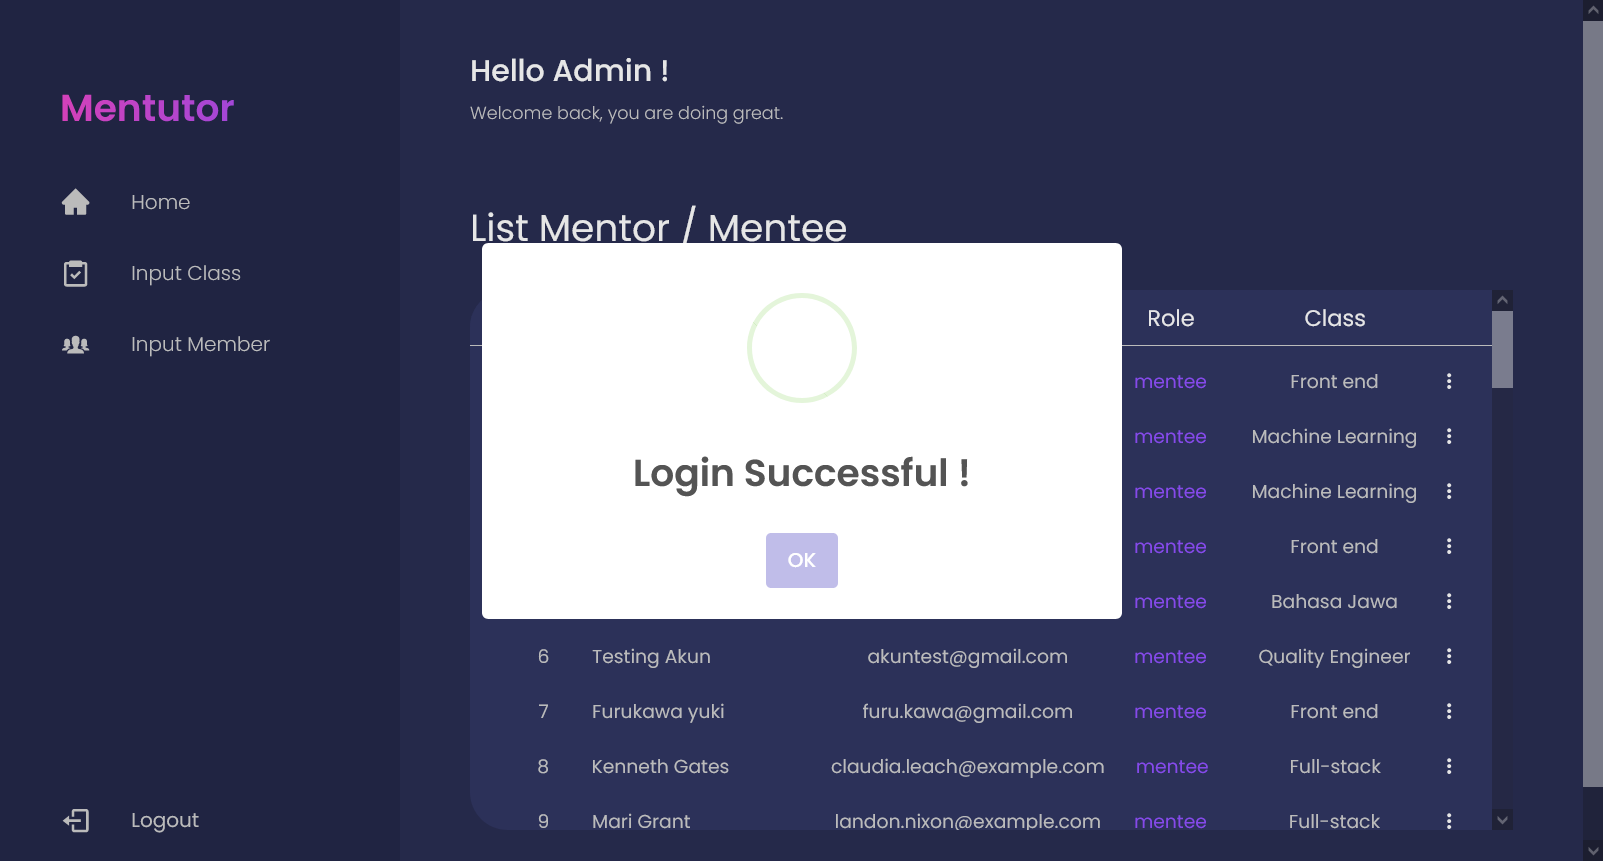 Mentutor
Home
Input Class
Input Member
Logout
Hello Admin !
Welcome back, you are doing great.
List Mentor / Mentee
Role Class
mentee Front end
mentee Machine Learning
mentee Machine Learning
mentee Front end
mentee Bahasa Jawa
6 Testing Akun akuntest@gmail.com mentee Quality Engineer
7 Furukawa yuki furu.kawa@gmail.com mentee Front end
8 Kenneth Gates claudia.leach@example.com mentee Full-stack
9 Mari Grant landon.nixon@example.com mentee Full-stack
Login Successful !
OK